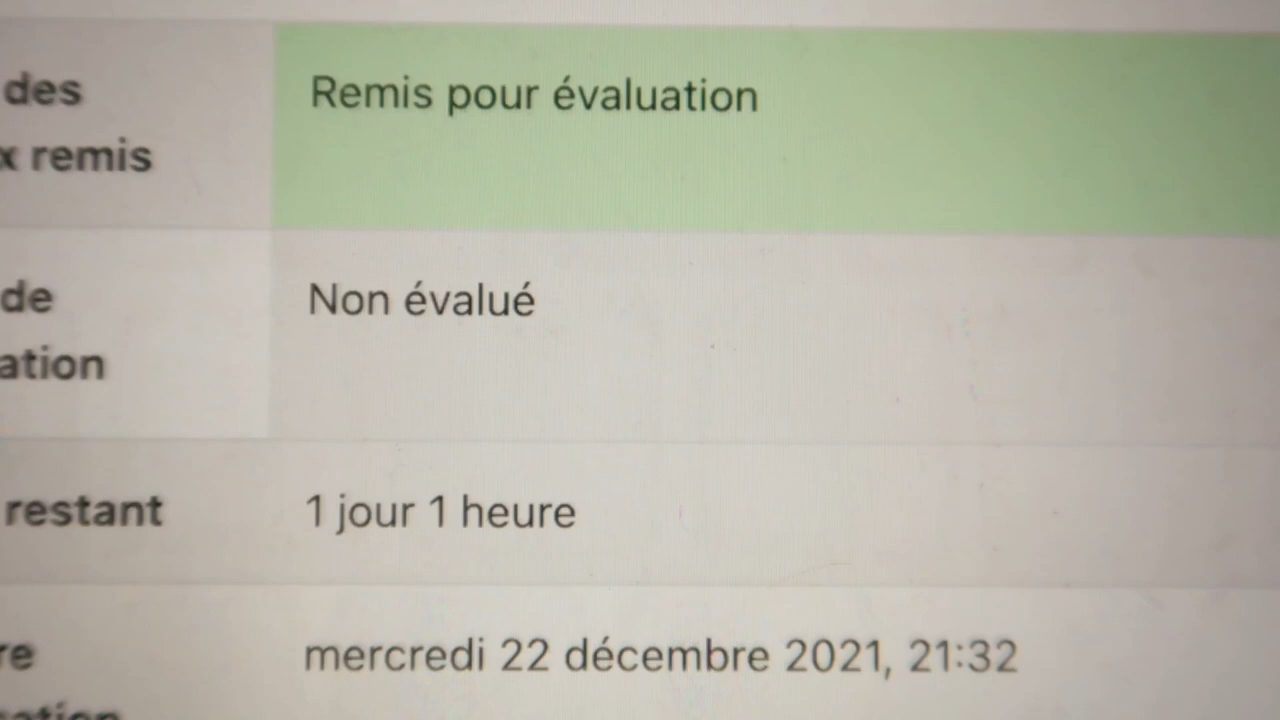 des Remis pour évaluation
x remis
de Non évalué
ation
restant 1 jour 1 heure
re mercredi 22 décembre 2021, 21:32